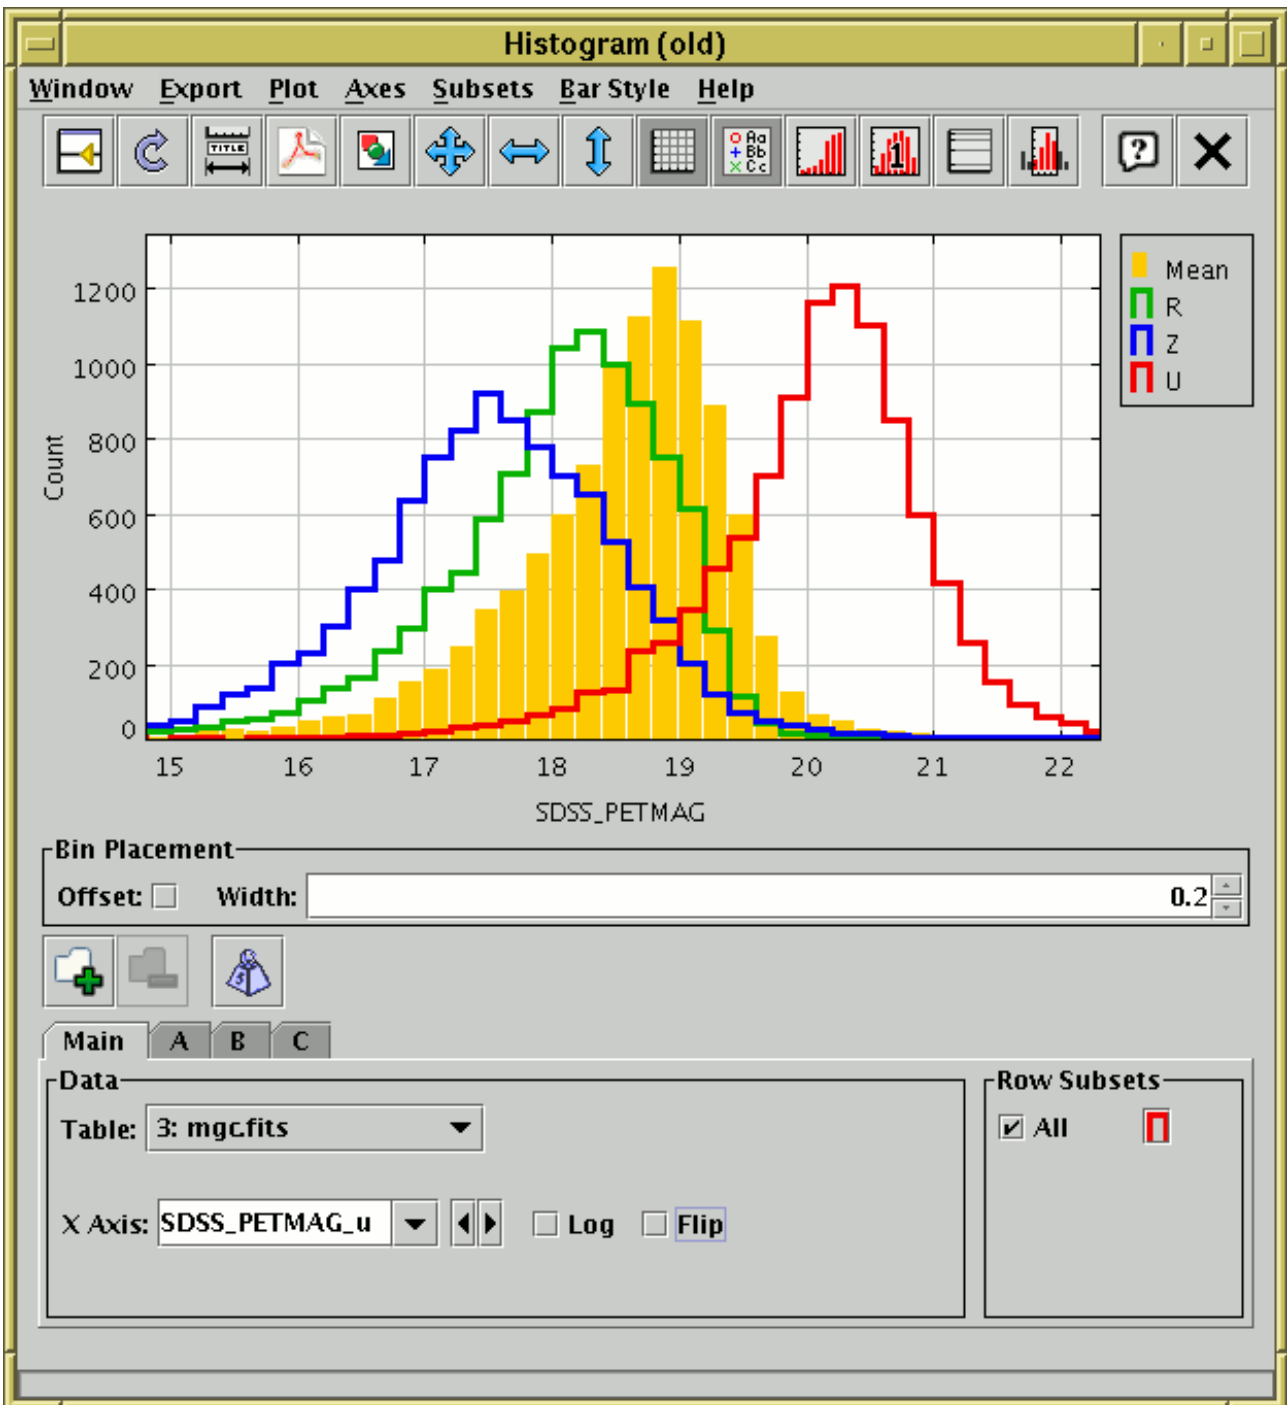 Histogram (old)
Window Export Plot Axes Subsets Bar Style Help
TITLE
Aa
Bb
Cc
1
?
Mean
R
Z
U
1200
1000
800
600
400
200
0
Count
15 16 17 18 19 20 21 22
SDSS_PETMAG
Bin Placement
Offset: Width: 0.2
5
Main A B C
Data
Row Subsets
Table: 3: mgc.fits
All
X Axis: SDSS_PETMAG_u Log Flip